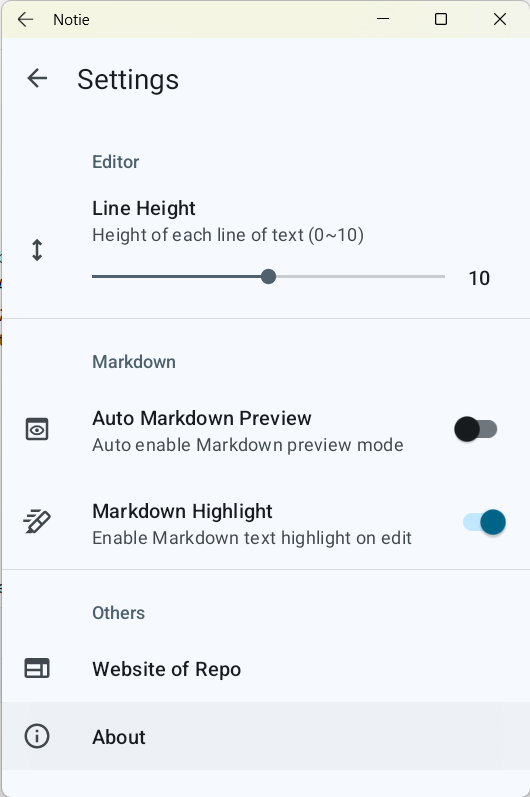 Notie
Settings
Editor
Line Height
Height of each line of text (0~10)
10
Markdown
Auto Markdown Preview
Auto enable Markdown preview mode
Markdown Highlight
Enable Markdown text highlight on edit
Others
Website of Repo
About